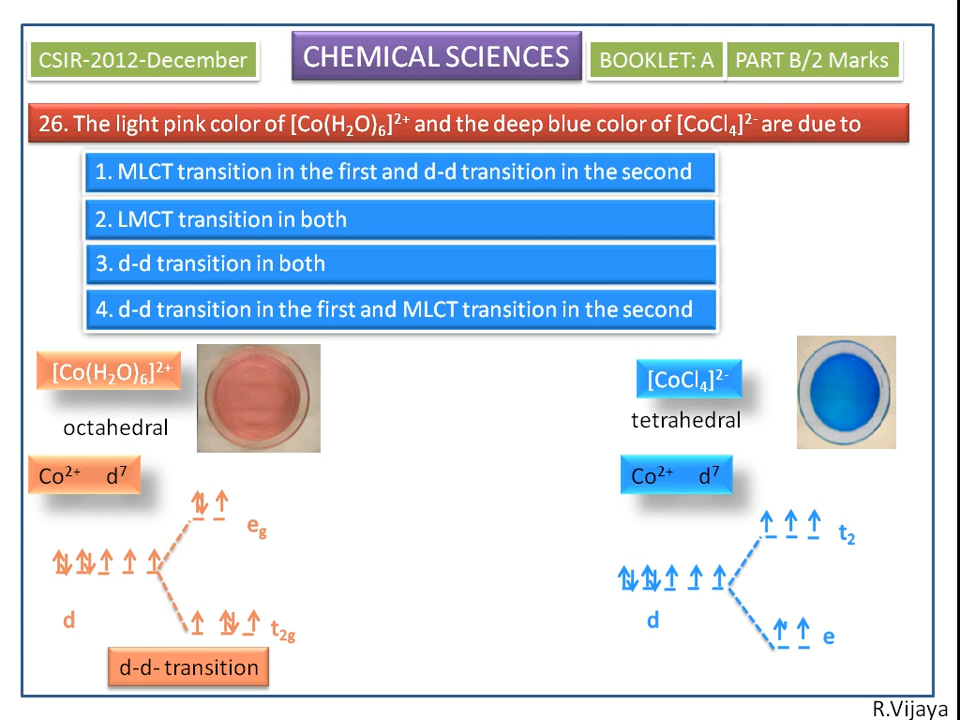 CSIR-2012-December
CHEMICAL SCIENCES
BOOKLET: A
PART B/2 Marks
26. The light pink color of [Co(H₂O)₆]²⁺ and the deep blue color of [CoCl₄]²⁻ are due to
1. MLCT transition in the first and d-d transition in the second
2. LMCT transition in both
3. d-d transition in both
4. d-d transition in the first and MLCT transition in the second
[Co(H₂O)₆]²⁺
octahedral
[CoCl₄]²⁻
tetrahedral
Co²⁺ d⁷
Co²⁺ d⁷
e_g
t₂
d
d
t₂g
e
d-d- transition
R.Vijaya